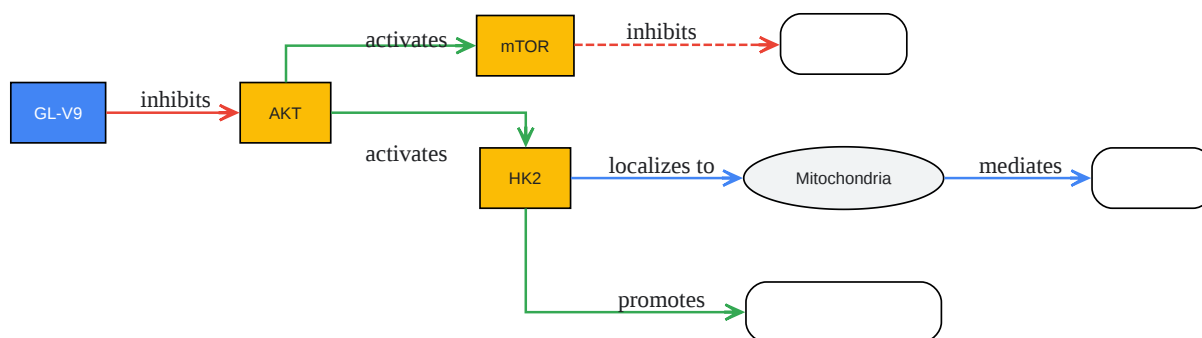 activates
mTOR
inhibits
GL-V9
inhibits
AKT
activates
HK2
localizes to
Mitochondria
mediates
promotes